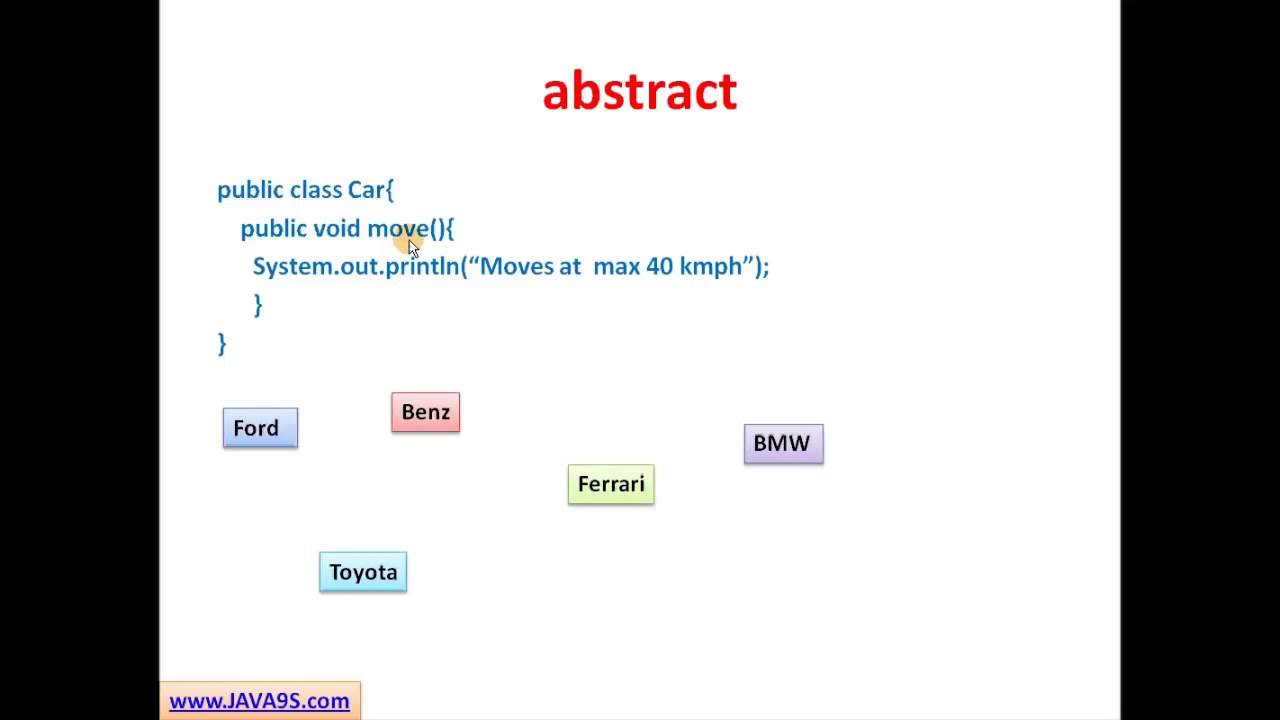 abstract
public class Car{
public void move(){
System.out.println(“Moves at  max 40 kmph”);
}
}
Ford
Benz
BMW
Ferrari
Toyota
www.JAVA9S.com